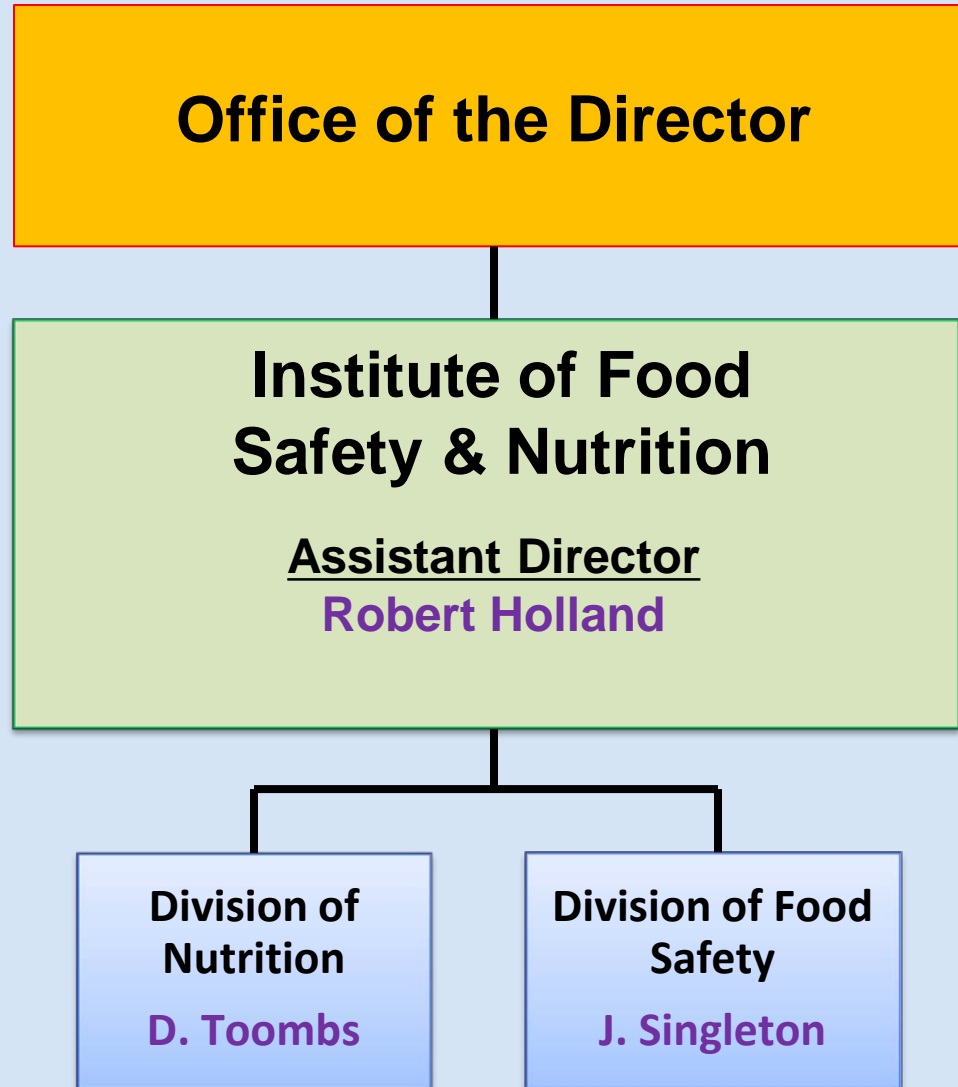 Office of the Director
Institute of Food
Safety & Nutrition
Assistant Director
Robert Holland
Division of
Nutrition
D. Toombs
Division of Food
Safety
J. Singleton